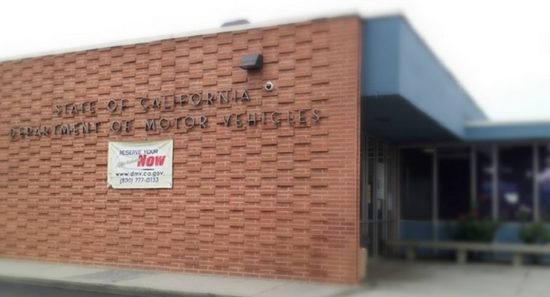 STATE OF CALIFORNIA
DEPARTMENT OF MOTOR VEHICLES
RESERVE YOUR
NOW
www.dmv.ca.gov
(800) 777-0133